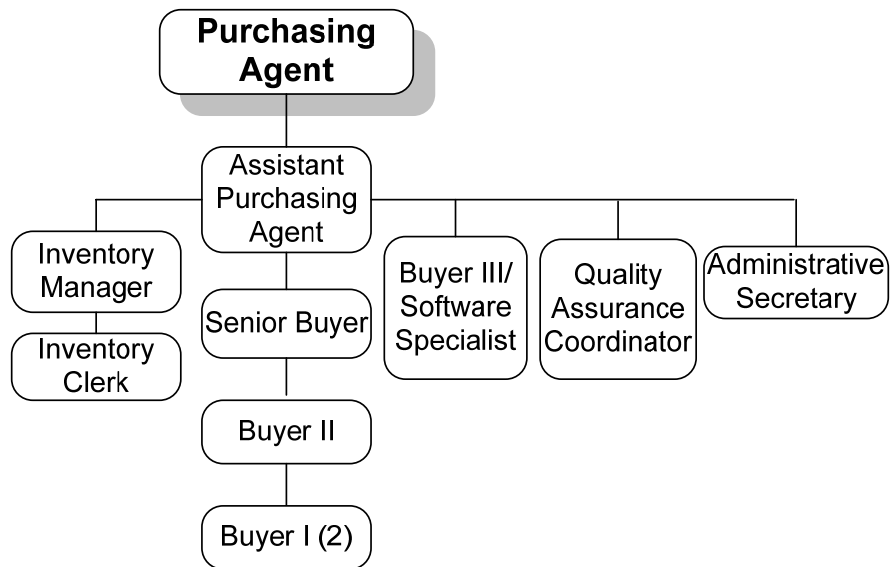 Purchasing
Agent
Assistant
Purchasing
Agent
Inventory
Manager
Inventory
Clerk
Senior Buyer
Buyer II
Buyer I (2)
Buyer III/
Software
Specialist
Quality
Assurance
Coordinator
Administrative
Secretary